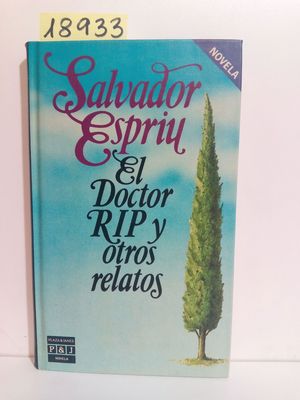 18933
NOVELA
Salvador
Espriu
El
Doctor
RIP y
otros
relatos
PLAZA & JANES
P&J
NOVELA